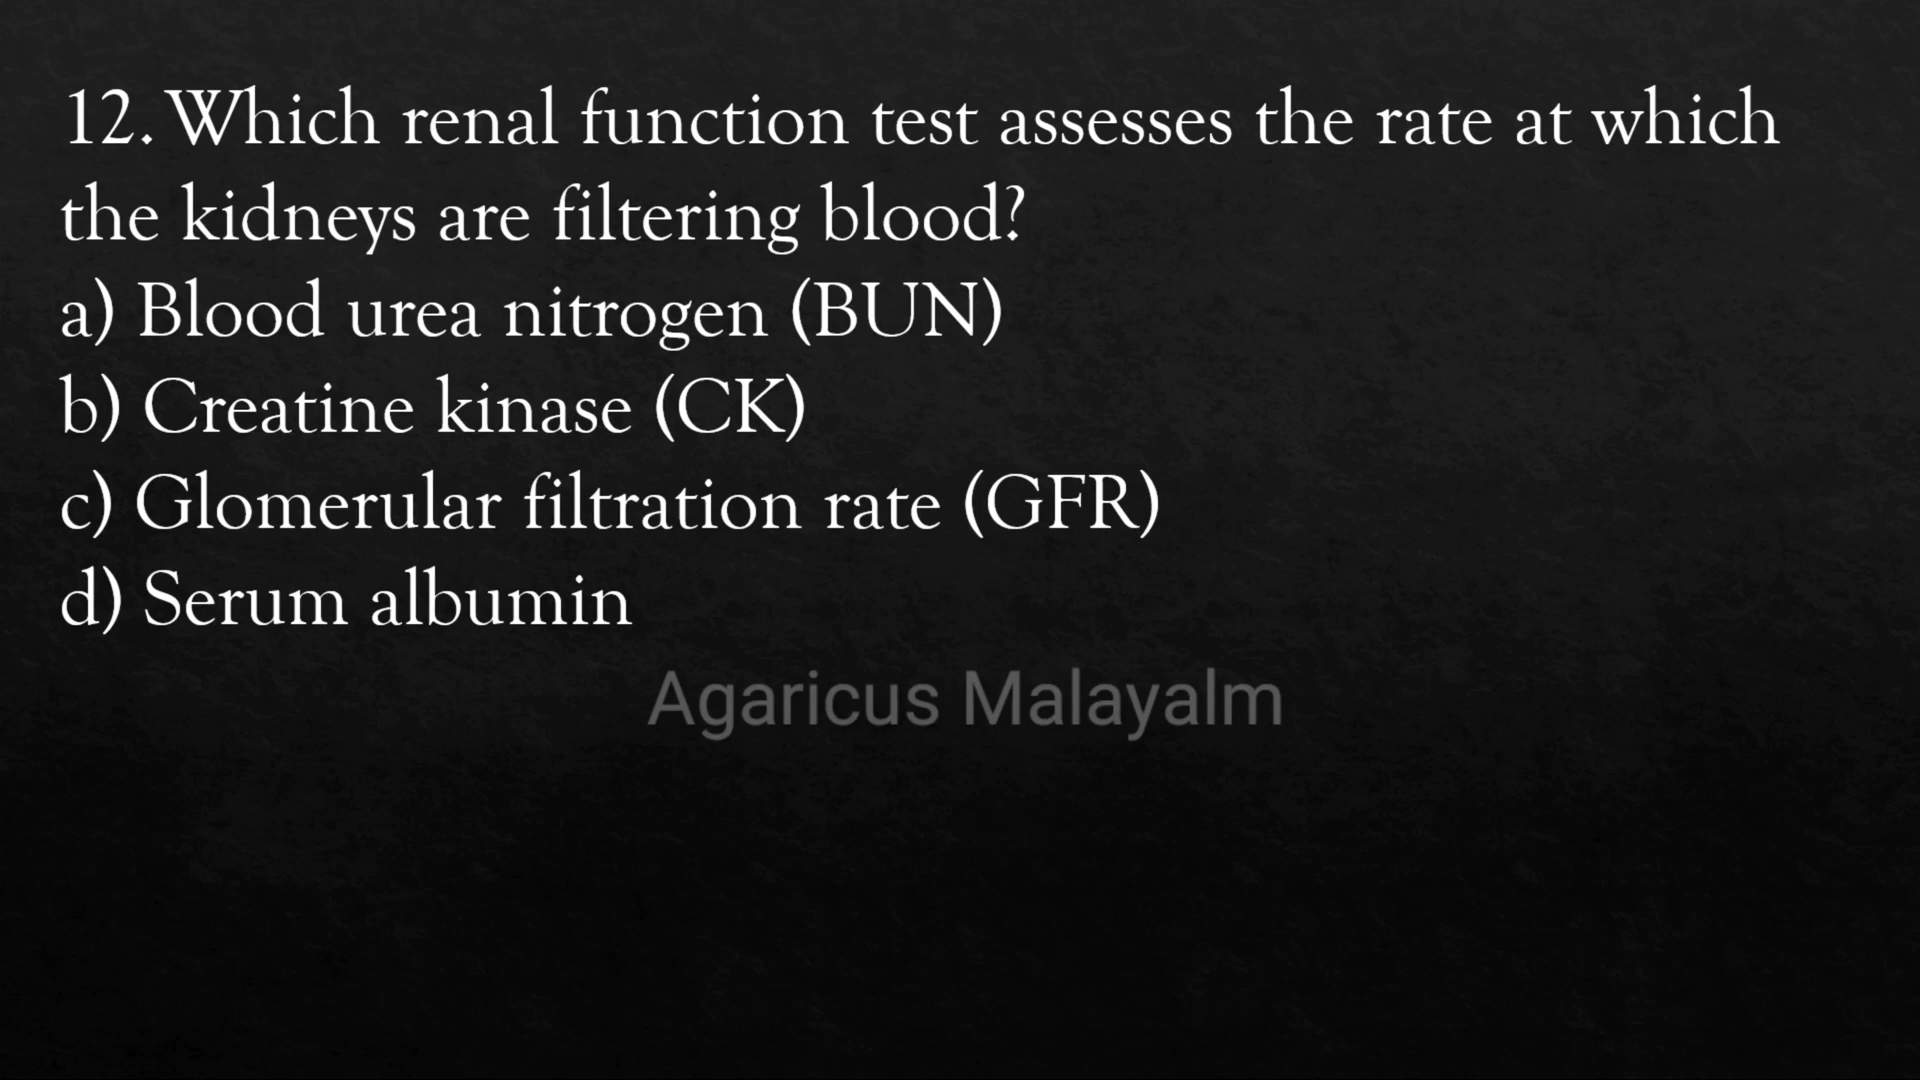 12. Which renal function test assesses the rate at which
the kidneys are filtering blood?
a) Blood urea nitrogen (BUN)
b) Creatine kinase (CK)
c) Glomerular filtration rate (GFR)
d) Serum albumin
Agaricus Malayalm